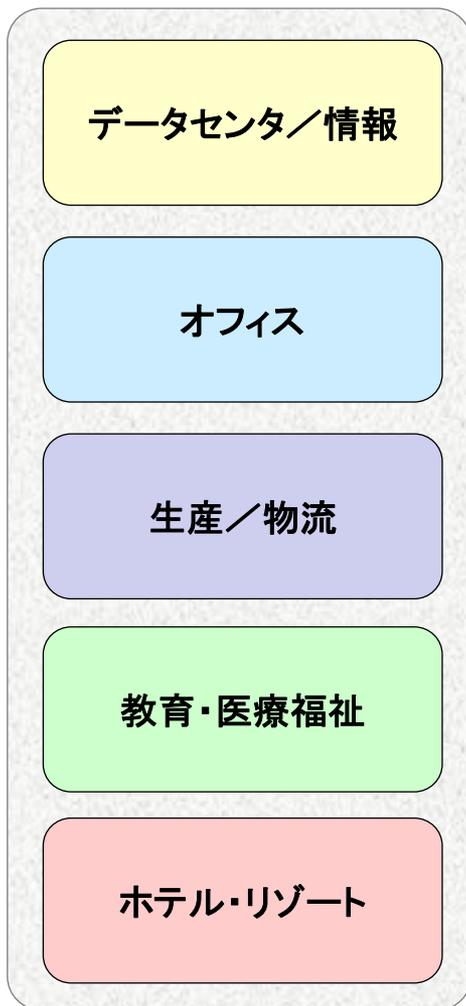 データセンタ／情報
オフィス
生産／物流
教育・医療福祉
ホテル・リゾート